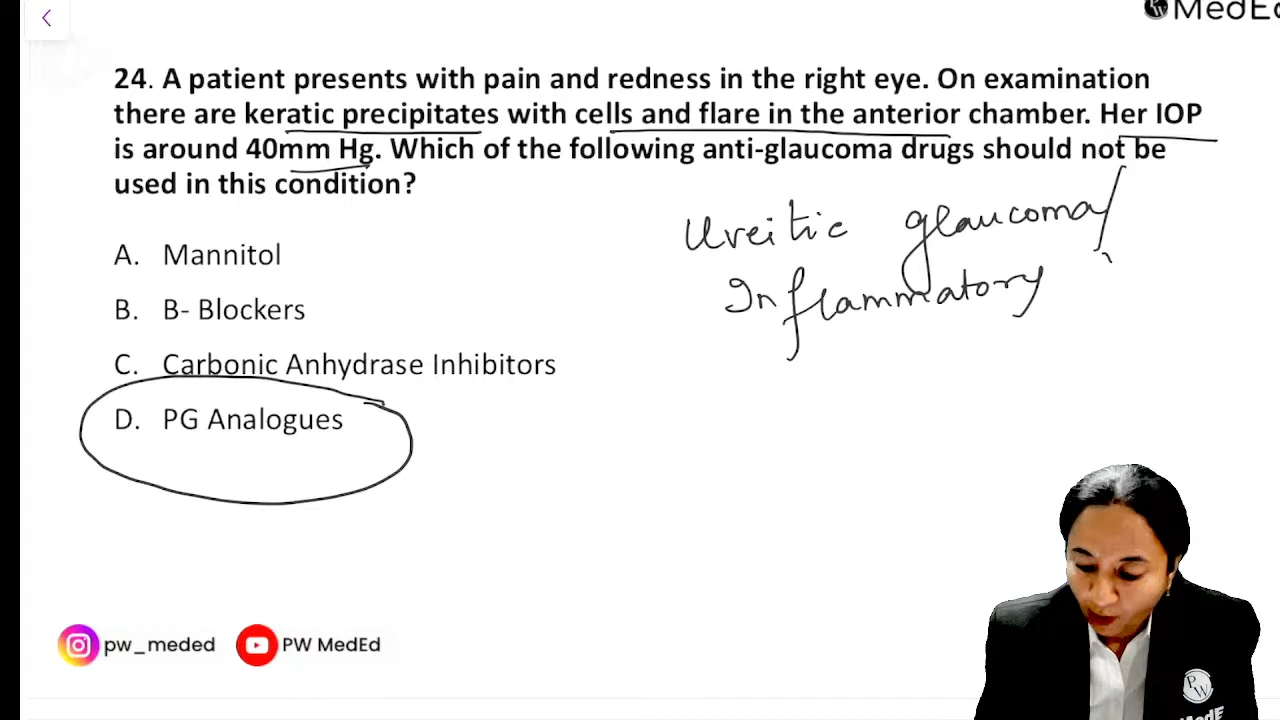 MedEd
24. A patient presents with pain and redness in the right eye. On examination
there are keratic precipitates with cells and flare in the anterior chamber. Her IOP
is around 40mm Hg. Which of the following anti-glaucoma drugs should not be
used in this condition?
Uveitic glaucoma/
Inflammatory
A. Mannitol
B. B- Blockers
C. Carbonic Anhydrase Inhibitors
D. PG Analogues
pw_meded
PW MedEd
PW
MedE